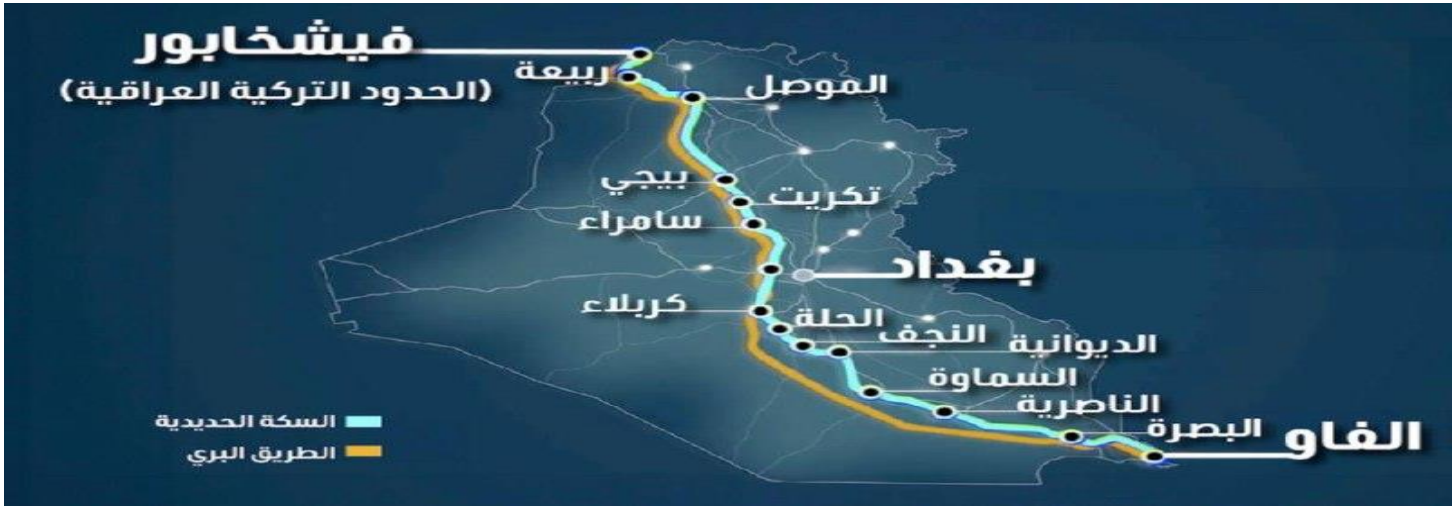 فيشخابور
(الحدود التركية العراقية)
ربيعة
الموصل
بيجي
تكريت
سامراء
بغداد
كربلاء
الحلة
النجف
الديوانية
السماوة
الناصرية
البصرة
الفاو
السكة الحديدية
الطريق البري